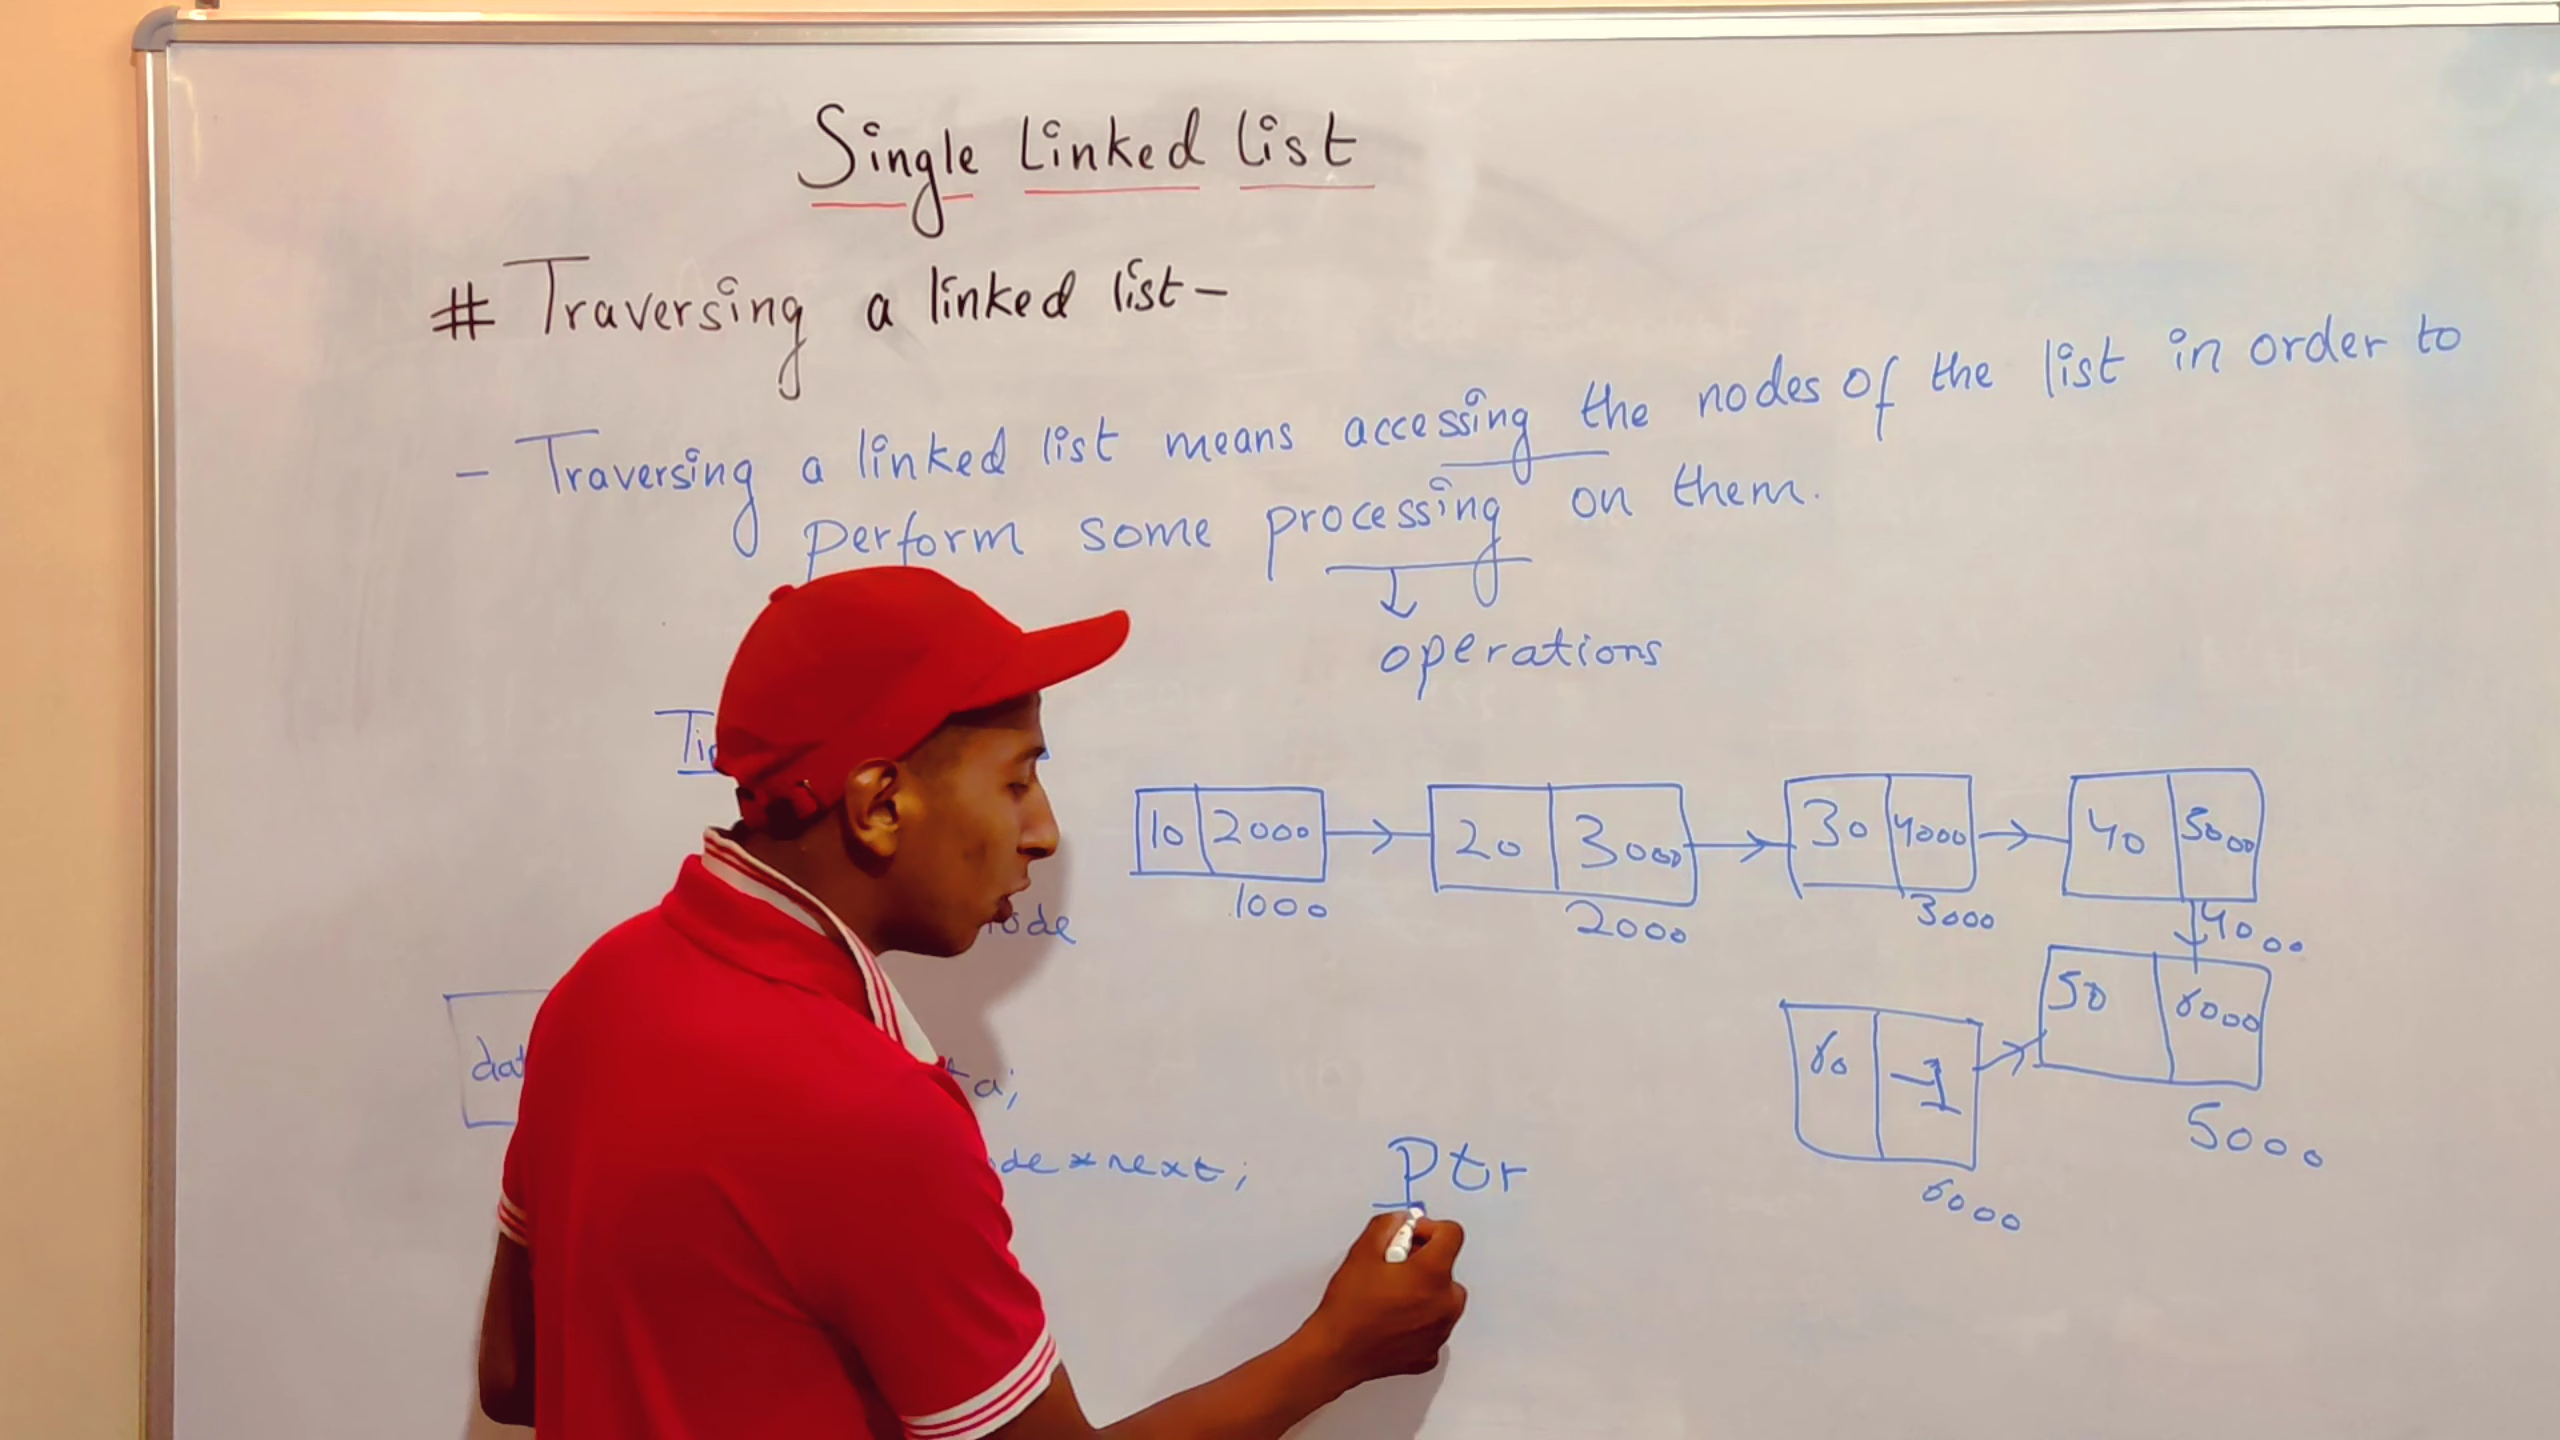 Single Linked List
# Traversing a linked list-
- Traversing a linked list means accessing the nodes of the list in order to
perform some processing on them.
operations
10 2000 20 3000 30 4000 40 5000
1000 2000 3000 4000
50 6000
60 -1
5000
6000
*next;
Ptr